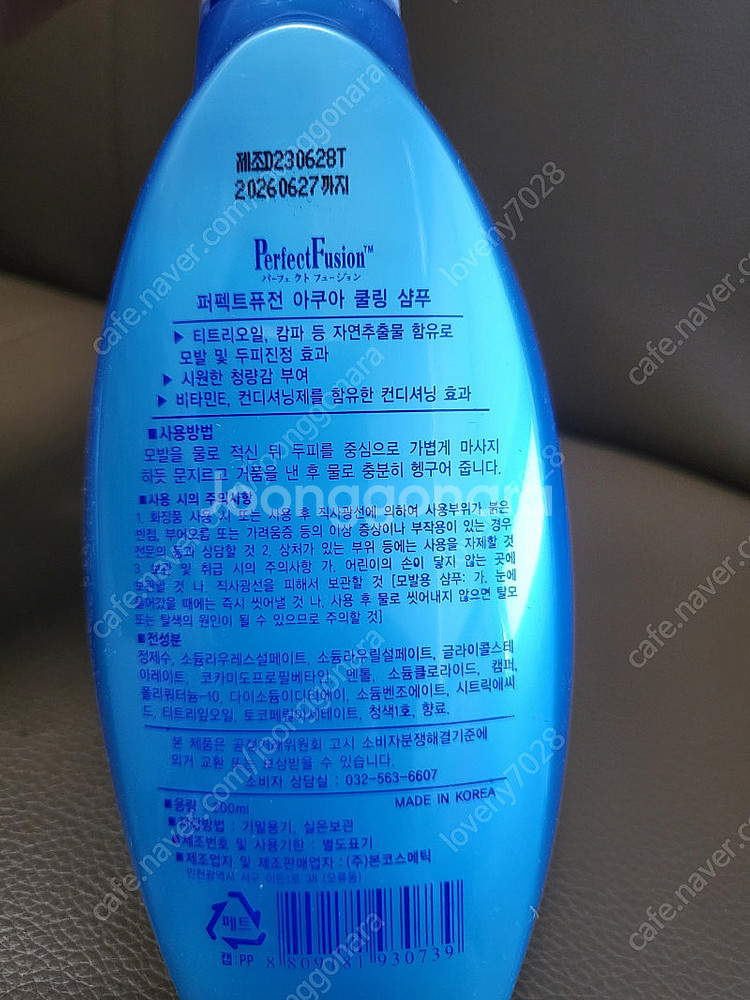 제조D230628T
20260627까지
PerfectFusion™
パーフェクトフュージョン
퍼펙트퓨전 아쿠아 쿨링 샴푸
▶ 티트리오일, 캄파 등 자연추출물 함유로
모발 및 두피진정 효과
▶ 시원한 청량감 부여
▶ 비타민E, 컨디셔닝제를 함유한 컨디셔닝 효과
■사용방법
모발을 물로 적신 뒤 두피를 중심으로 가볍게 마사지
하듯 문지르고 거품을 낸 후 물로 충분히 헹구어 줍니다.
■사용 시의 주의사항
1. 화장품 사용 시 또는 사용 후 직사광선에 의하여 사용부위가 붉은
반점, 부어오름 또는 가려움증 등의 이상 증상이나 부작용이 있는 경우
전문의 등과 상담할 것 2. 상처가 있는 부위 등에는 사용을 자제할 것
3. 보관 및 취급 시의 주의사항 가. 어린이의 손이 닿지 않는 곳에
보관할 것 나. 직사광선을 피해서 보관할 것 [모발용 샴푸: 가. 눈에
들어갔을 때에는 즉시 씻어낼 것 나. 사용 후 물로 씻어내지 않으면 탈모
또는 탈색의 원인이 될 수 있으므로 주의할 것]
■전성분
정제수, 소듐라우레스설페이트, 소듐라우릴설페이트, 글라이콜스테
아레이트, 코카미도프로필베타인, 멘톨, 소듐클로라이드, 캠퍼,
폴리쿼터늄-10, 다이소듐이디티에이, 소듐벤조에이트, 시트릭애씨
드, 티트리잎오일, 토코페릴아세테이트, 청색1호, 향료.
본 제품은 공정거래위원회 고시 소비자분쟁해결기준에
의거 교환 또는 보상받을 수 있습니다.
소비자 상담실 : 032-563-6607
■용량 : 200ml MADE IN KOREA
■저장방법 : 기밀용기, 실온보관
■제조번호 및 사용기한 : 별도표기
■제조업자 및 제조판매업자 : (주)본코스메틱
인천광역시 서구 38 (오류동)
페트
캡:PP
930739
Joonggonara
cafe.naver.com/joonggonara
loveny7028